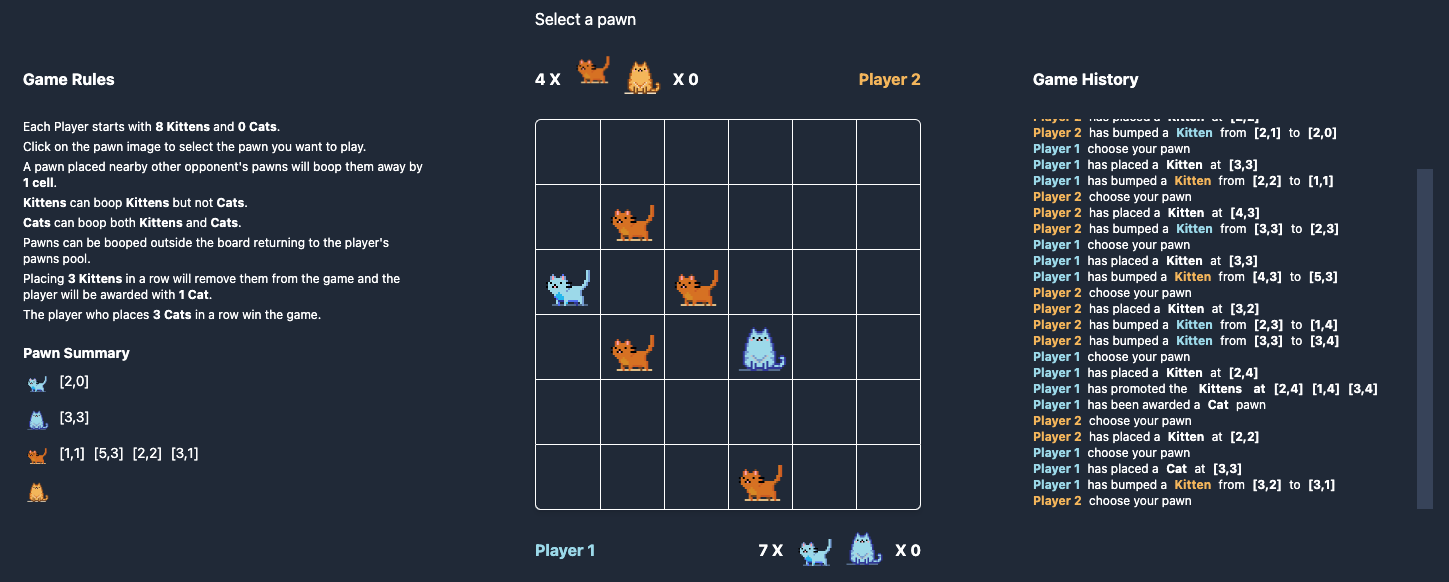 Select a pawn
4 X
X 0
Player 2
Game Rules
Each Player starts with 8 Kittens and 0 Cats.
Click on the pawn image to select the pawn you want to play.
A pawn placed nearby other opponent's pawns will boop them away by
1 cell.
Kittens can boop Kittens but not Cats.
Cats can boop both Kittens and Cats.
Pawns can be booped outside the board returning to the player's
pawns pool.
Placing 3 Kittens in a row will remove them from the game and the
player will be awarded with 1 Cat.
The player who places 3 Cats in a row win the game.
Pawn Summary
[2,0]
[3,3]
[1,1] [5,3] [2,2] [3,1]
Player 1
7 X
X 0
Game History
Player 2 has placed a Kitten at [2,2]
Player 2 has bumped a Kitten from [2,1] to [2,0]
Player 1 choose your pawn
Player 1 has placed a Kitten at [3,3]
Player 1 has bumped a Kitten from [2,2] to [1,1]
Player 2 choose your pawn
Player 2 has placed a Kitten at [4,3]
Player 2 has bumped a Kitten from [3,3] to [2,3]
Player 1 choose your pawn
Player 1 has placed a Kitten at [3,3]
Player 1 has bumped a Kitten from [4,3] to [5,3]
Player 2 choose your pawn
Player 2 has placed a Kitten at [3,2]
Player 2 has bumped a Kitten from [2,3] to [1,4]
Player 2 has bumped a Kitten from [3,3] to [3,4]
Player 1 choose your pawn
Player 1 has placed a Kitten at [2,4]
Player 1 has promoted the Kittens at [2,4] [1,4] [3,4]
Player 1 has been awarded a Cat pawn
Player 2 choose your pawn
Player 2 has placed a Kitten at [2,2]
Player 1 choose your pawn
Player 1 has placed a Cat at [3,3]
Player 1 has bumped a Kitten from [3,2] to [3,1]
Player 2 choose your pawn